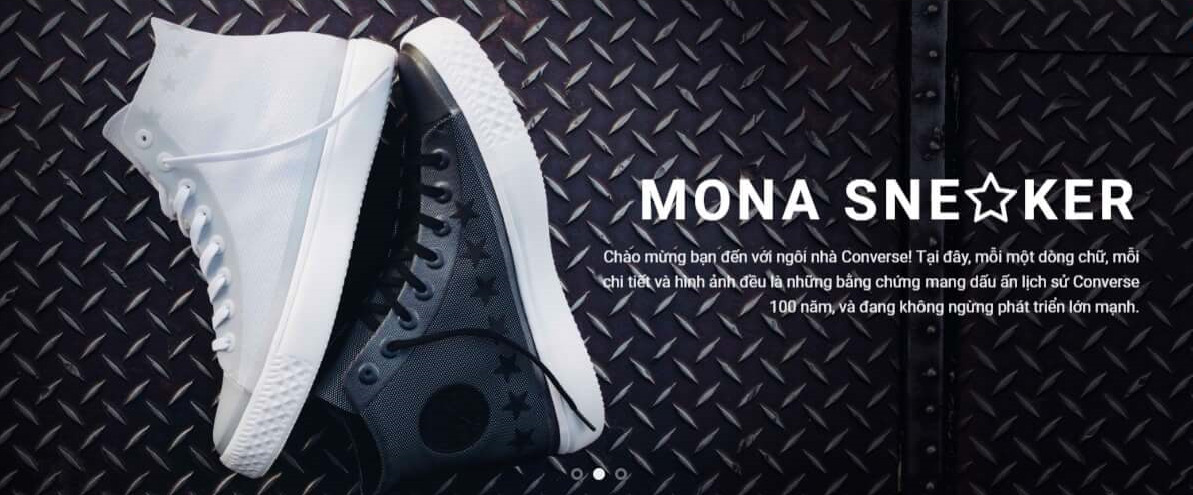 MONA SNE☆KER
Chào mừng bạn đến với ngôi nhà Converse! Tại đây, mỗi một dòng chữ, mỗi
chi tiết và hình ảnh đều là những bằng chứng mang dấu ấn lịch sử Converse
100 năm, và đang không ngừng phát triển lớn mạnh.